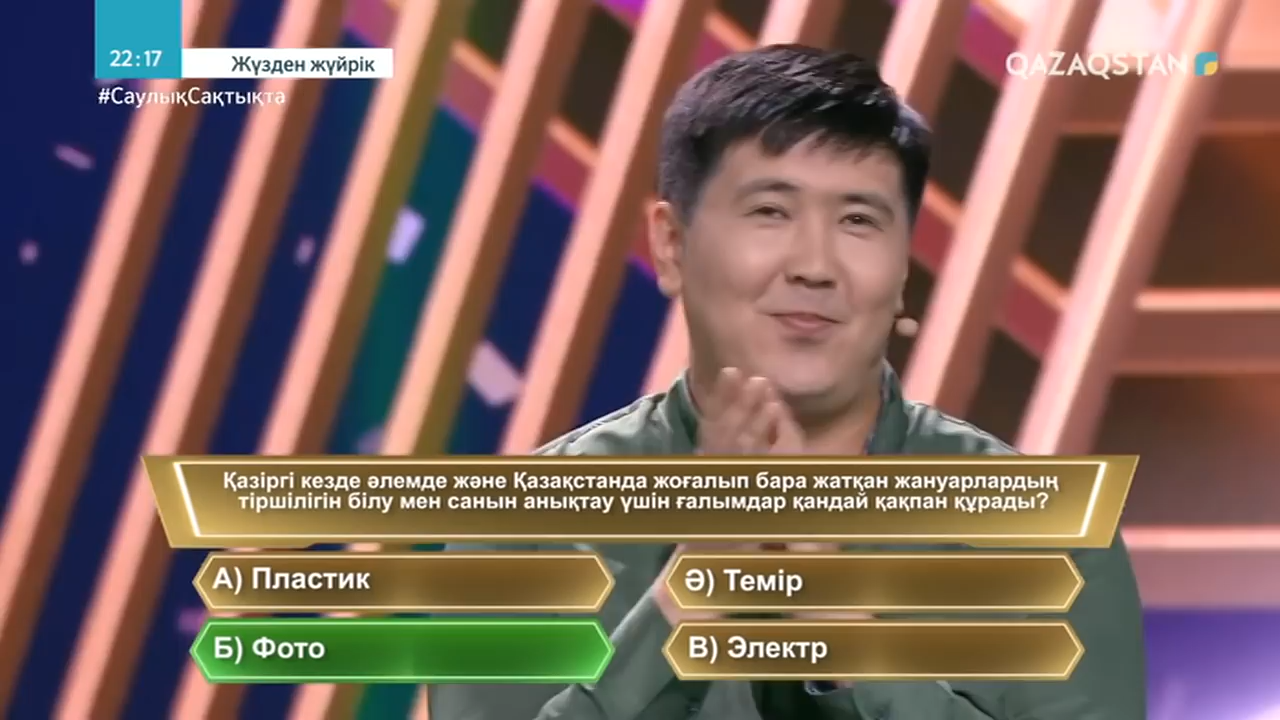 22:17
Жүзден жүйрік
QAZAQSTAN
#СаулықСақтықта
Қазіргі кезде әлемде және Қазақстанда жоғалып бара жатқан жануарлардың
тіршілігін білу мен санын анықтау үшін ғалымдар қандай қақпан құрады?
А) Пластик
Ә) Темір
Б) Фото
В) Электр